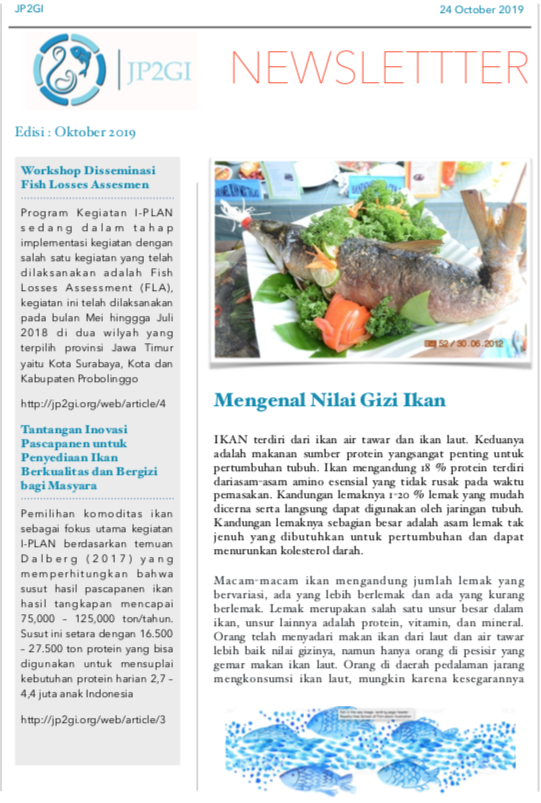 JP2GI
24 October 2019
JP2GI
NEWSLETTTER
Edisi : Oktober 2019
Workshop Disseminasi
Fish Losses Assesmen
Program Kegiatan I-PLAN
sedang dalam tahap
implementasi kegiatan dengan
salah satu kegiatan yang telah
dilaksanakan adalah Fish
Losses Assessment (FLA),
kegiatan ini telah dilaksanakan
pada bulan Mei hinggga Juli
2018 di dua wilyah yang
terpilih provinsi Jawa Timur
yaitu Kota Surabaya, Kota dan
Kabupaten Probolinggo
http://jp2gi.org/web/article/4
Tantangan Inovasi
Pascapanen untuk
Penyediaan Ikan
Berkualitas dan Bergizi
bagi Masyara
Pemilihan komoditas ikan
sebagai fokus utama kegiatan
I-PLAN berdasarkan temuan
Dalberg (2017) yang
memperhitungkan bahwa
susut hasil pascapanen ikan
hasil tangkapan mencapai
75,000 – 125,000 ton/tahun.
Susut ini setara dengan 16.500
– 27.500 ton protein yang bisa
digunakan untuk mensuplai
kebutuhan protein harian 2,7 –
4,4 juta anak Indonesia
http://jp2gi.org/web/article/3
52 / 30.06.2012
Mengenal Nilai Gizi Ikan
IKAN terdiri dari ikan air tawar dan ikan laut. Keduanya
adalah makanan sumber protein yangsangat penting untuk
pertumbuhan tubuh. Ikan mengandung 18 % protein terdiri
dariasam-asam amino esensial yang tidak rusak pada waktu
pemasakan. Kandungan lemaknya 1-20 % lemak yang mudah
dicerna serta langsung dapat digunakan oleh jaringan tubuh.
Kandungan lemaknya sebagian besar adalah asam lemak tak
jenuh yang dibutuhkan untuk pertumbuhan dan dapat
menurunkan kolesterol darah.
Macam-macam ikan mengandung jumlah lemak yang
bervariasi, ada yang lebih berlemak dan ada yang kurang
berlemak. Lemak merupakan salah satu unsur besar dalam
ikan, unsur lainnya adalah protein, vitamin, dan mineral.
Orang telah menyadari makan ikan dari laut dan air tawar
lebih baik nilai gizinya, namun hanya orang di pesisir yang
gemar makan ikan laut. Orang di daerah pedalaman jarang
mengkonsumsi ikan laut, mungkin karena kesegarannya